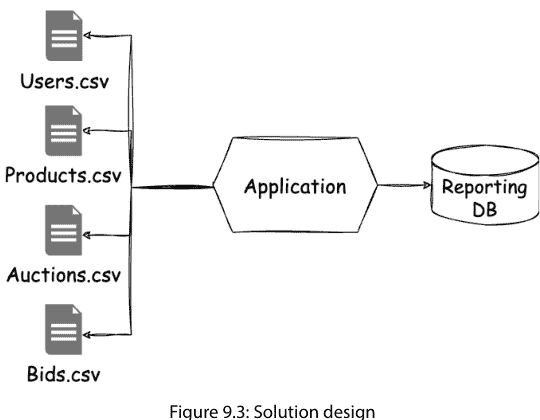 Users.csv
Products.csv
Auctions.csv
Bids.csv
Application
Reporting
DB
Figure 9.3: Solution design